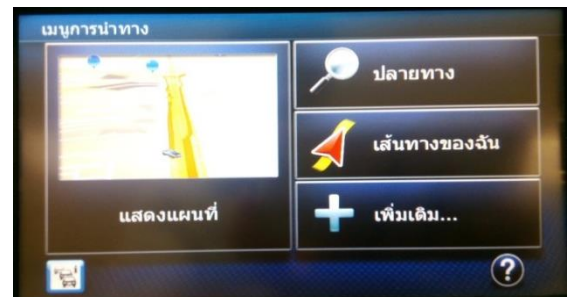 เมนูการนำทาง
ปลายทาง
เส้นทางของฉัน
แสดงแผนที่
เพิ่มเติม...
?